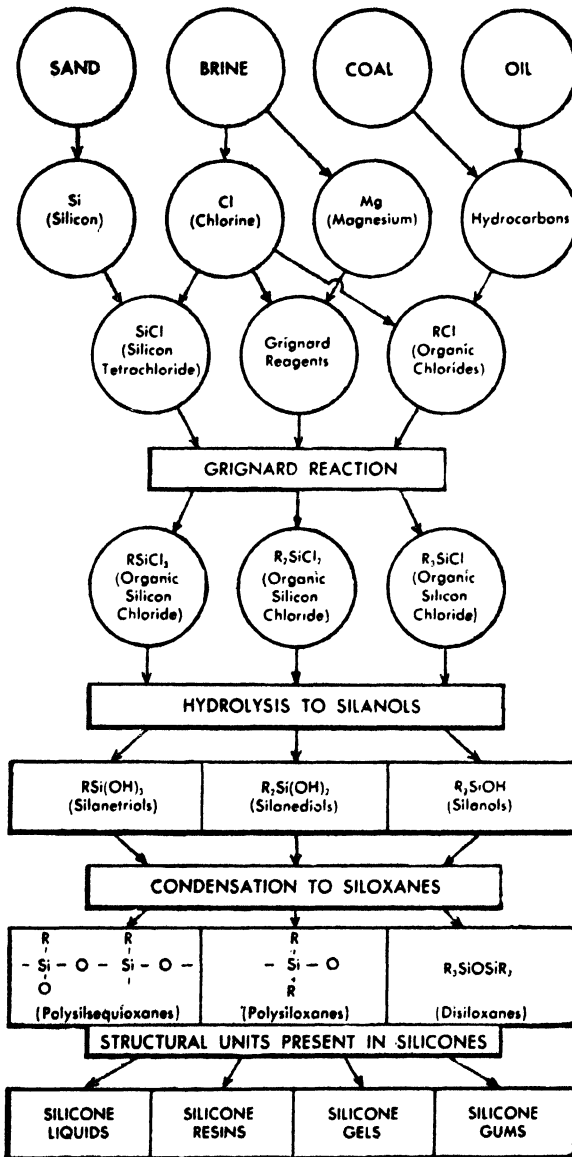 SAND
BRINE
COAL
OIL
Si
(Silicon)
Cl
(Chlorine)
Mg
(Magnesium)
Hydrocarbons
SiCl
(Silicon
Tetrachloride)
Grignard
Reagents
RCl
(Organic
Chlorides)
GRIGNARD REACTION
RSiCl₃
(Organic
Silicon
Chloride)
R₂SiCl₂
(Organic
Silicon
Chloride)
R₃SiCl
(Organic
Silicon
Chloride)
HYDROLYSIS TO SILANOLS
RSi(OH)₃
(Silanetriols)
R₂Si(OH)₂
(Silanediols)
R₃SiOH
(Silanols)
CONDENSATION TO SILOXANES
R R
- Si - O - Si - O -
O
(Polysilsequioxanes)
R
- Si - O
R
(Polysiloxanes)
R₃SiOSiR₃
(Disiloxanes)
STRUCTURAL UNITS PRESENT IN SILICONES
SILICONE
LIQUIDS
SILICONE
RESINS
SILICONE
GELS
SILICONE
GUMS